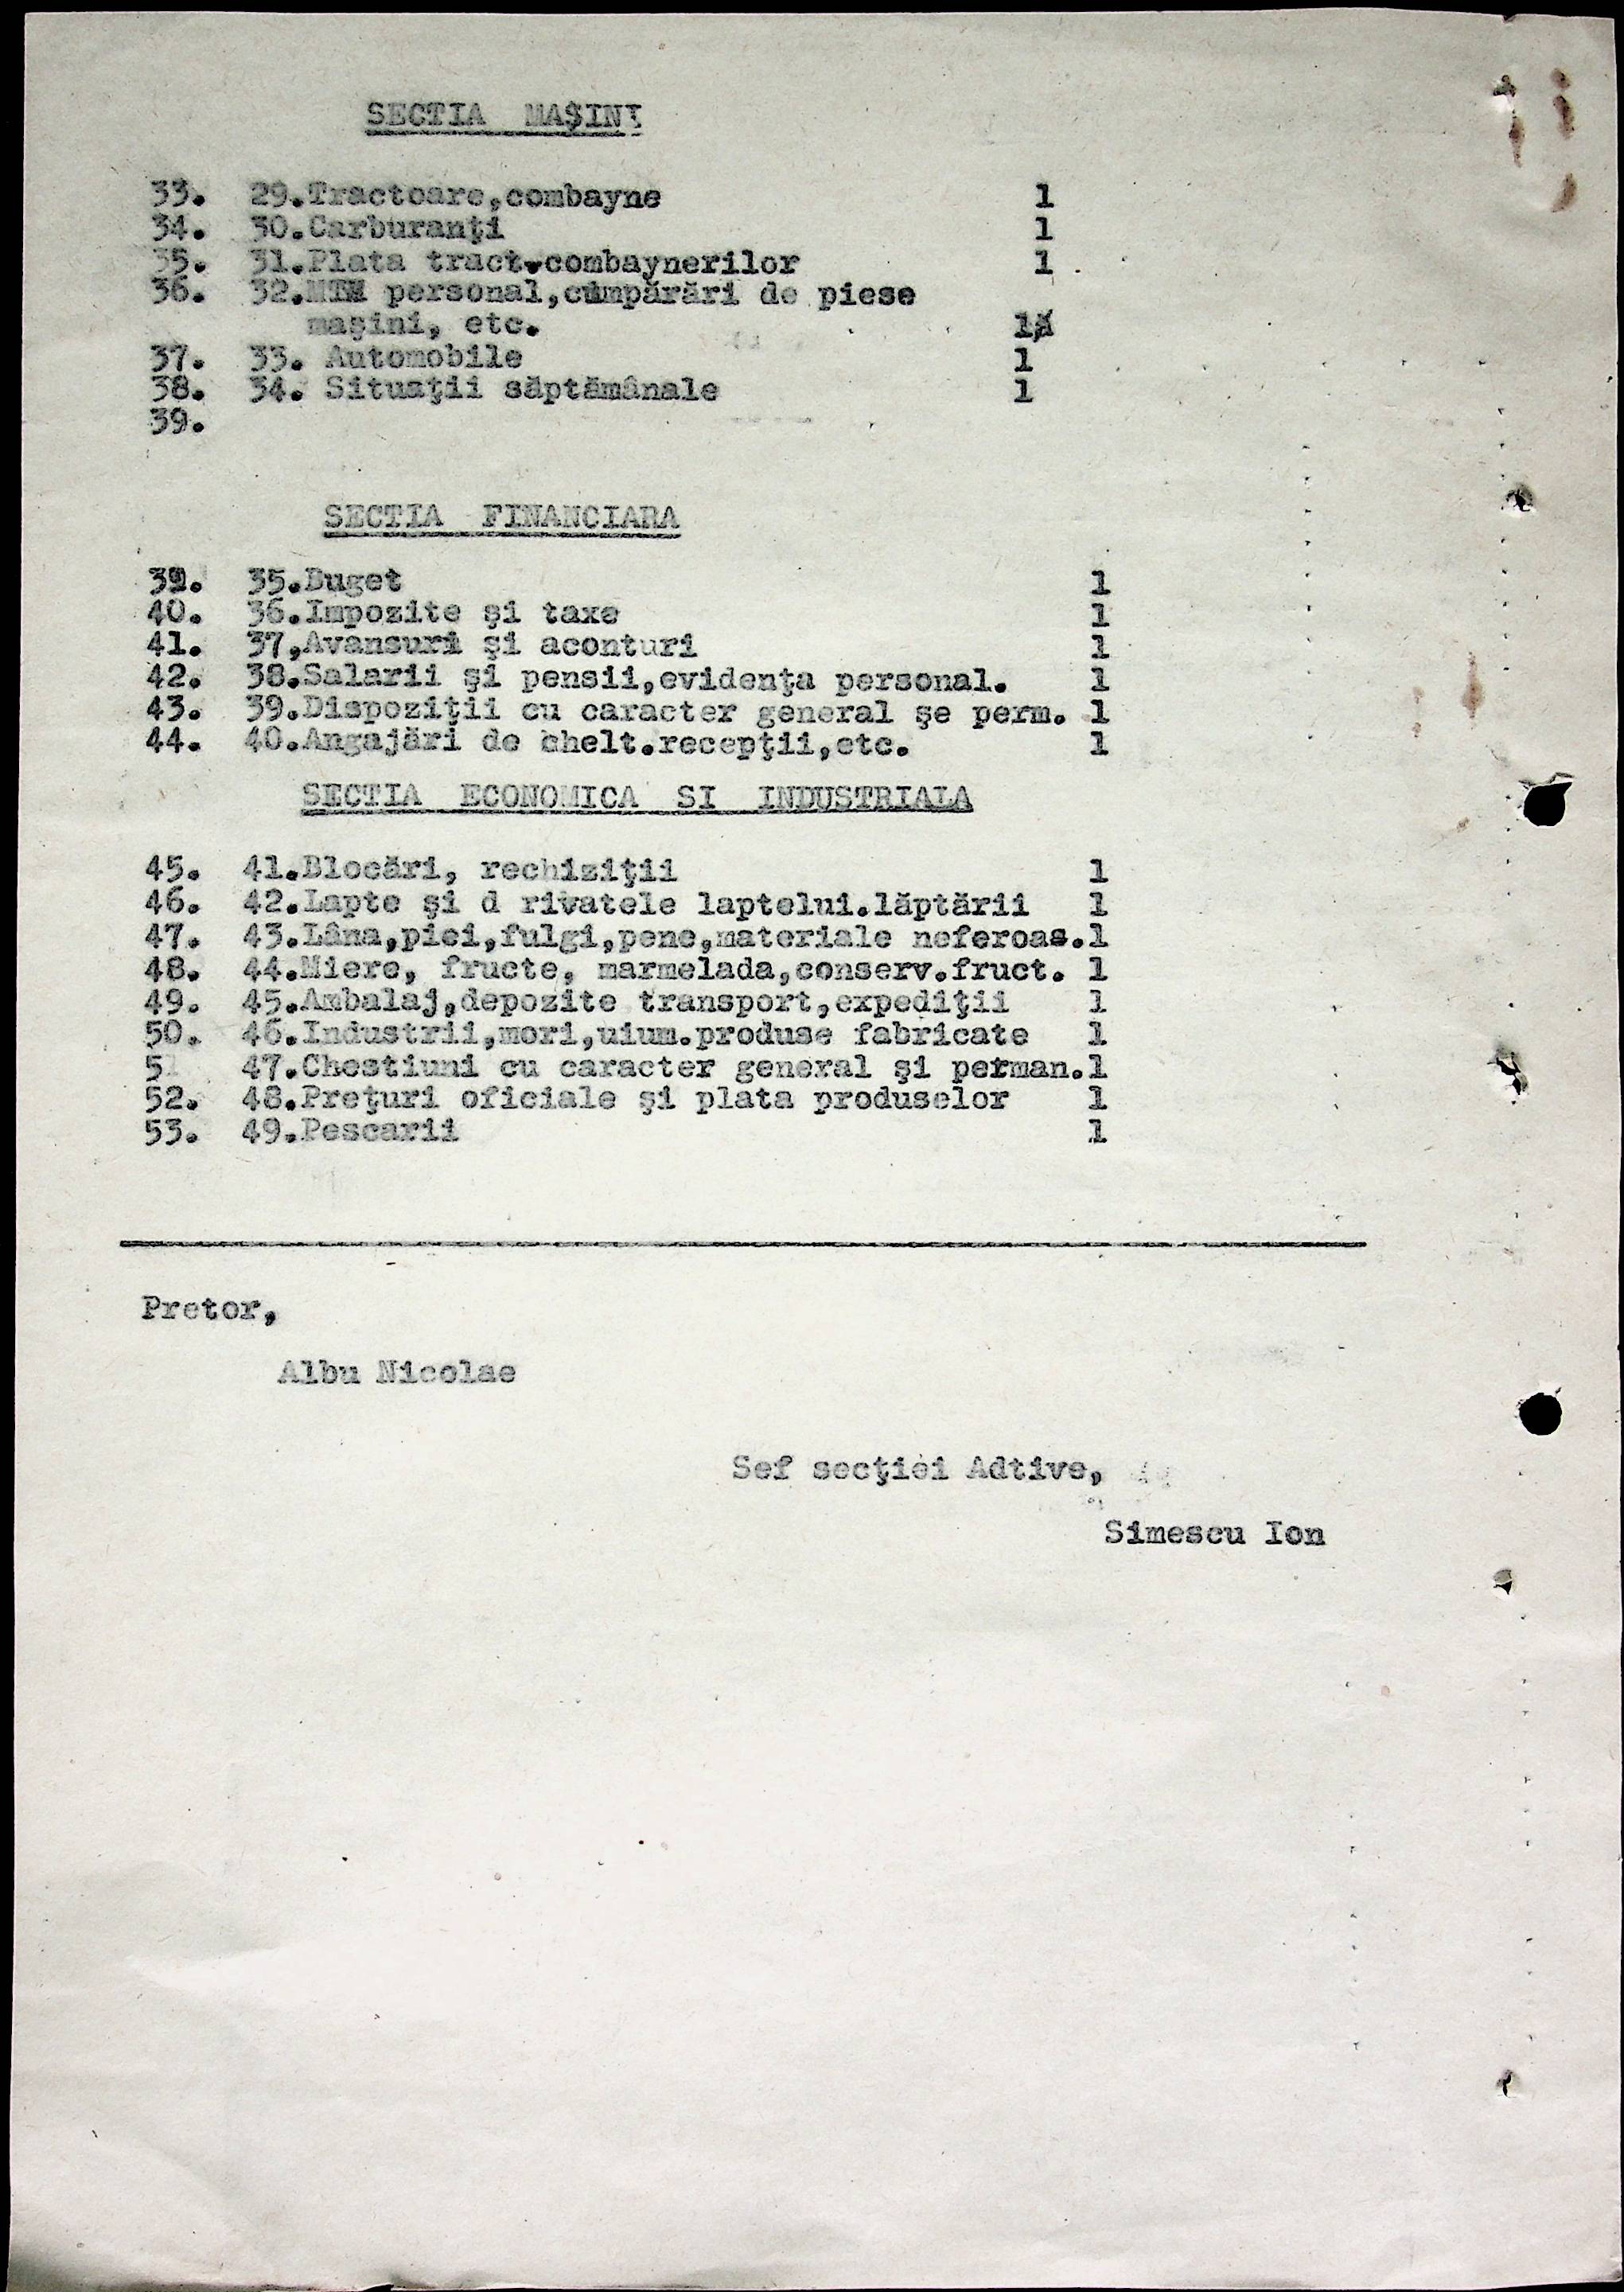 SECTIA MAŞINI
33. 29.Tractoare,combayne 1
34. 30.Carburanţi 1
35. 31.Plata tract.combaynerilor 1
36. 32.MTM personal,cumpărări de piese
maşini, etc. 1
37. 33. Automobile 1
38. 34. Situaţii săptămânale 1
39.
SECTIA FINANCIARA
39. 35.Buget 1
40. 36.Impozite şi taxe 1
41. 37,Avansuri şi aconturi 1
42. 38.Salarii şi pensii,evidenţa personal. 1
43. 39.Dispoziţii cu caracter general şe perm. 1
44. 40.Angajări de chelt.recepţii,etc. 1
SECTIA ECONOMICA SI INDUSTRIALA
45. 41.Blocări, rechiziţii 1
46. 42.Lapte şi d rivatele laptelui.lăptării 1
47. 43.Lâna,piei,fulgi,pene,materiale neferoas.1
48. 44.Miere, fructe, marmelada,conserv.fruct. 1
49. 45.Ambalaj,depozite transport,expediţii 1
50. 46.Industrii,mori,uium.produse fabricate 1
51 47.Chestiuni cu caracter general şi perman.1
52. 48.Preţuri oficiale şi plata produselor 1
53. 49.Pescarii 1
Pretor,
Albu Nicolae
Sef secţiei Adtive,
Simescu Ion